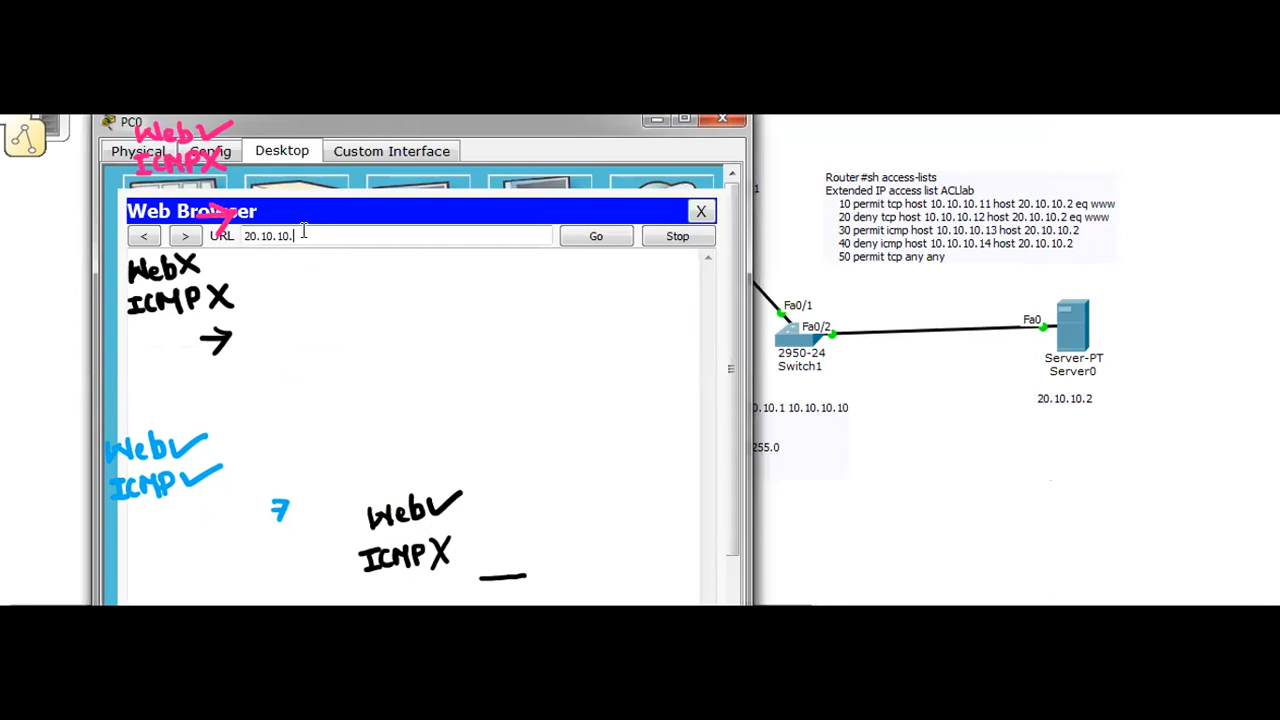 PC0
Web✓
ICMPX
Physical Config Desktop Custom Interface
Web Browser
X
< > URL 20.10.10. Go Stop
WebX
ICMPX
Web✓
ICMP✓
Web✓
ICMPX
1
Router #sh access-lists
Extended IP access list ACLlab
10 permit tcp host 10.10.10.11 host 20.10.10.2 eq www
20 deny tcp host 10.10.10.12 host 20.10.10.2 eq www
30 permit icmp host 10.10.10.13 host 20.10.10.2
40 deny icmp host 10.10.10.14 host 20.10.10.2
50 permit tcp any any
Fa0/1
Fa0/2
Fa0
2950-24
Switch1
Server-PT
Server0
20.10.10.2
0.10.1 10.10.10.10
255.0